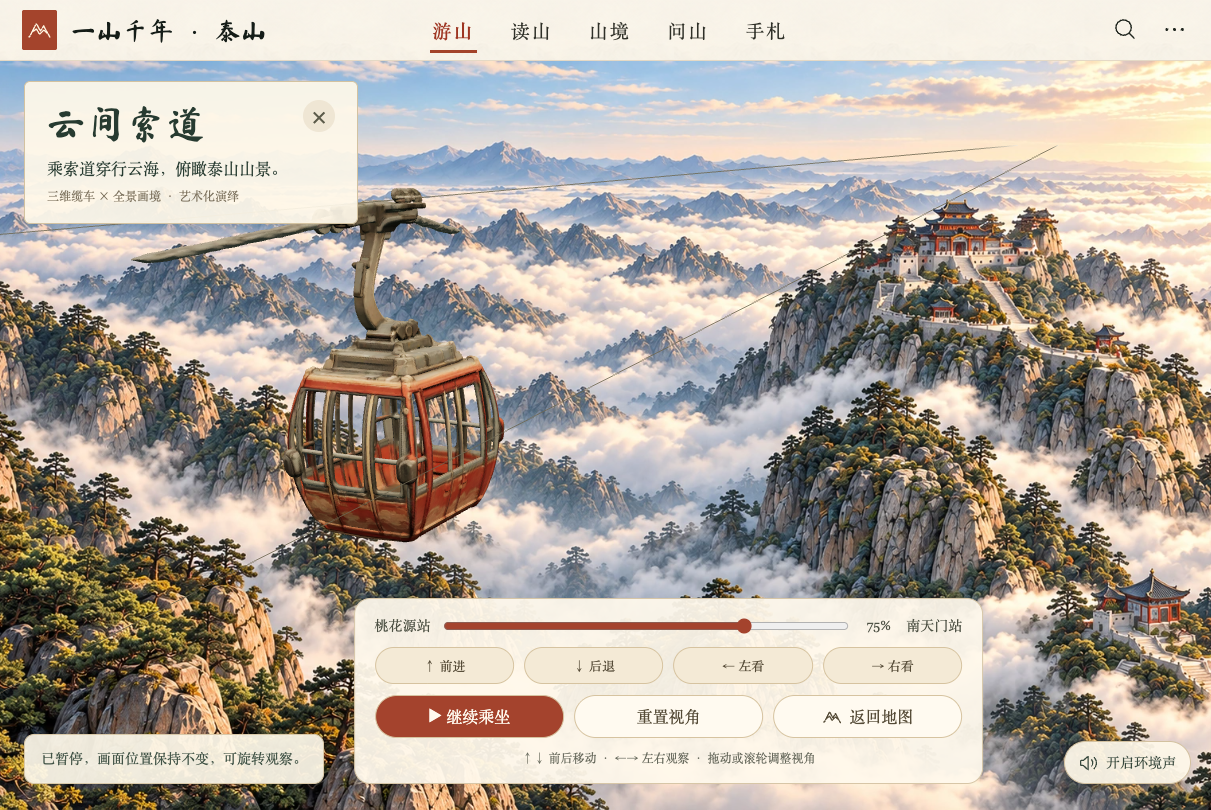 一山千年 · 泰山
游山 读山 山境 问山 手札
云间索道
乘索道穿行云海，俯瞰泰山山景。
三维缆车 × 全景画境 · 艺术化演绎
桃花源站 75% 南天门站
↑ 前进 ↓ 后退 ← 左看 → 右看
▶ 继续乘坐 重置视角 返回地图
↑ ↓ 前后移动 · ←→ 左右观察 · 拖动或滚轮调整视角
已暂停，画面位置保持不变，可旋转观察。
开启环境声